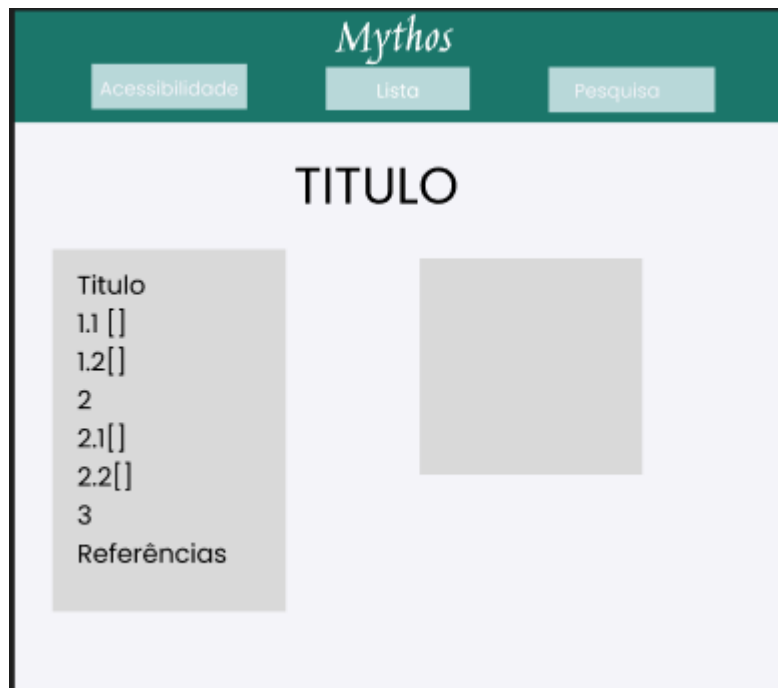 Mythos
Acessibilidade
Lista
Pesquisa
TITULO
Titulo
1.1 []
1.2[]
2
2.1[]
2.2[]
3
Referências